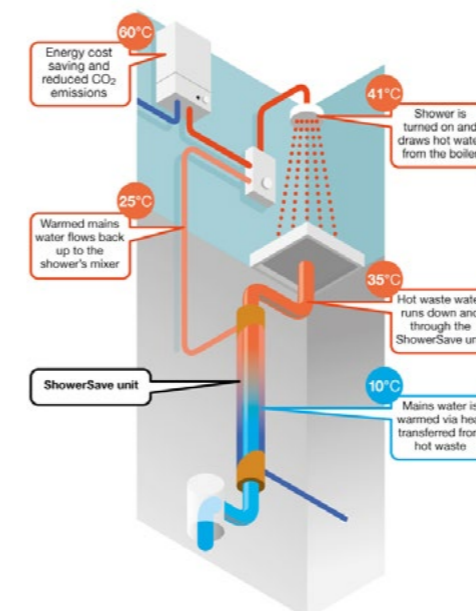 60°C
Energy cost
saving and
reduced CO₂
emissions
41°C
Shower is
turned on and
draws hot wate
from the boiler
25°C
Warmed mains
water flows back
up to the
shower's mixer
35°C
Hot waste wate
runs down and
through the
ShowerSave un
ShowerSave unit
10°C
Mains water is
warmed via hea
transferred from
hot waste